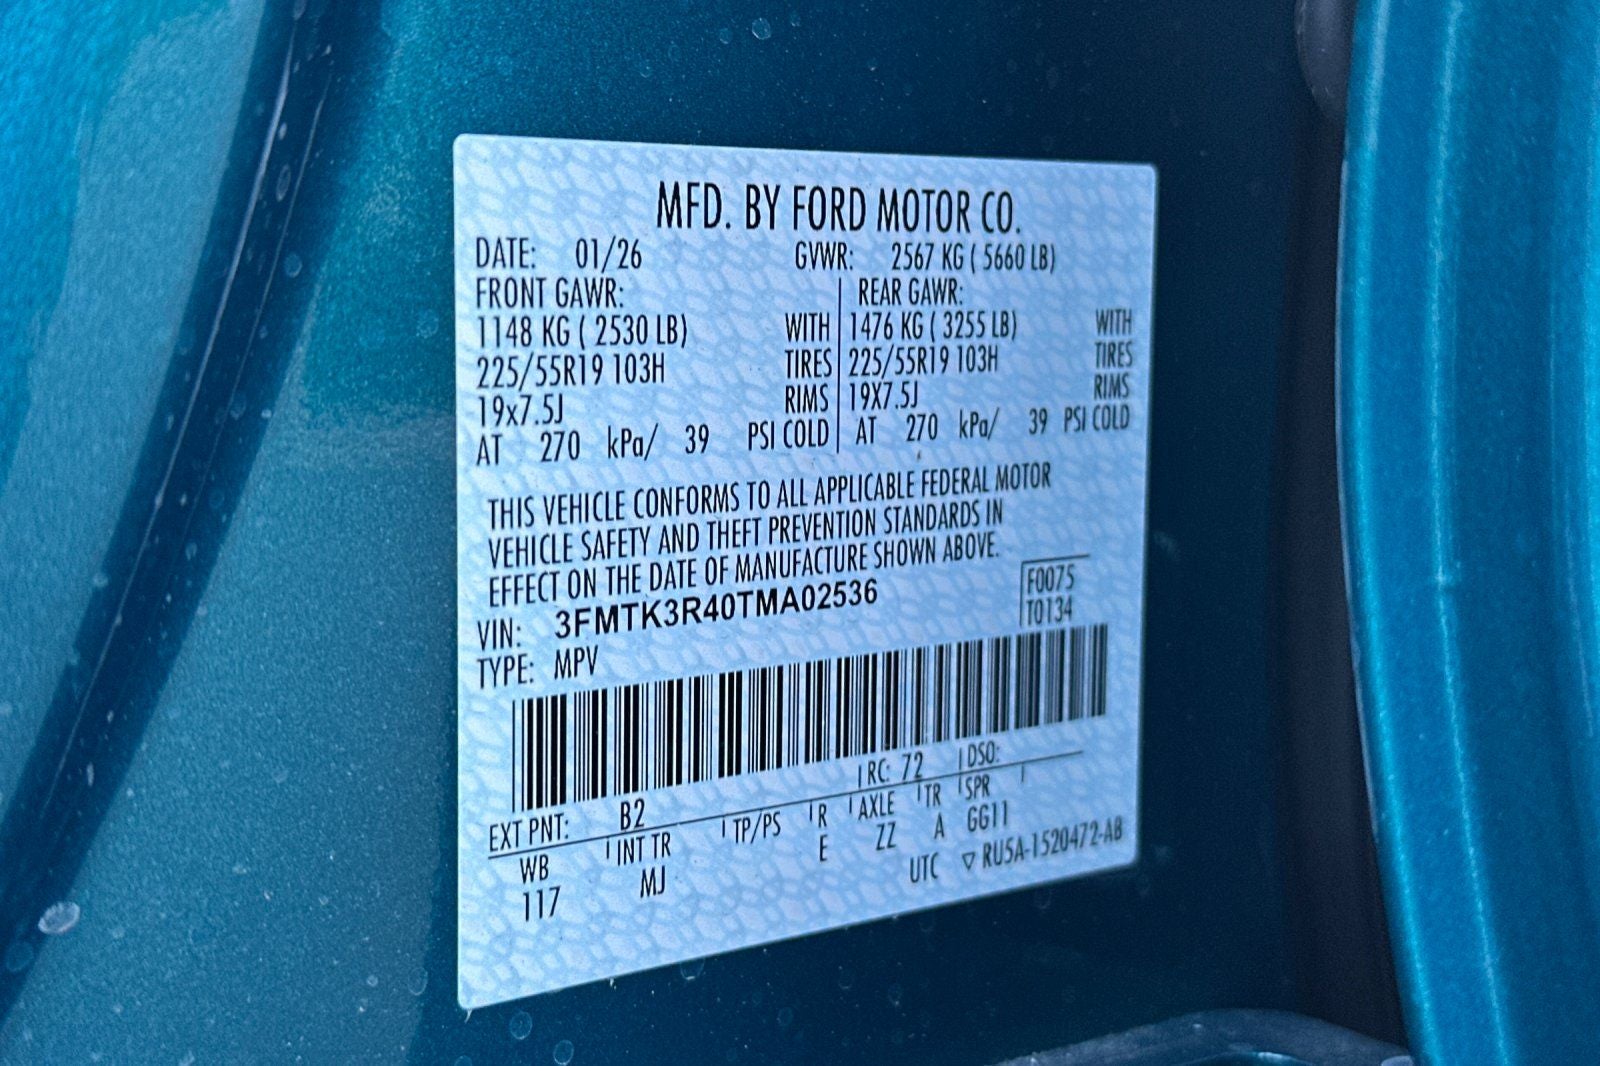 MFD. BY FORD MOTOR CO.
DATE: 01/26 GVWR: 2567 KG ( 5660 LB)
FRONT GAWR: REAR GAWR:
1148 KG ( 2530 LB) WITH 1476 KG ( 3255 LB) WITH
225/55R19 103H TIRES 225/55R19 103H TIRES
19x7.5J RIMS 19X7.5J RIMS
AT 270 kPa/ 39 PSI COLD AT 270 kPa/ 39 PSI COLD
THIS VEHICLE CONFORMS TO ALL APPLICABLE FEDERAL MOTOR
VEHICLE SAFETY AND THEFT PREVENTION STANDARDS IN
EFFECT ON THE DATE OF MANUFACTURE SHOWN ABOVE.
VIN: 3FMTK3R40TMA02536 F0075
TYPE: MPV T0134
EXT PNT: B2 RC: 72 DSO:
WB INT TR TP/PS R AXLE TR SPR
117 MJ E ZZ A GG11
UTC ▽ RU5A-1520472-AB